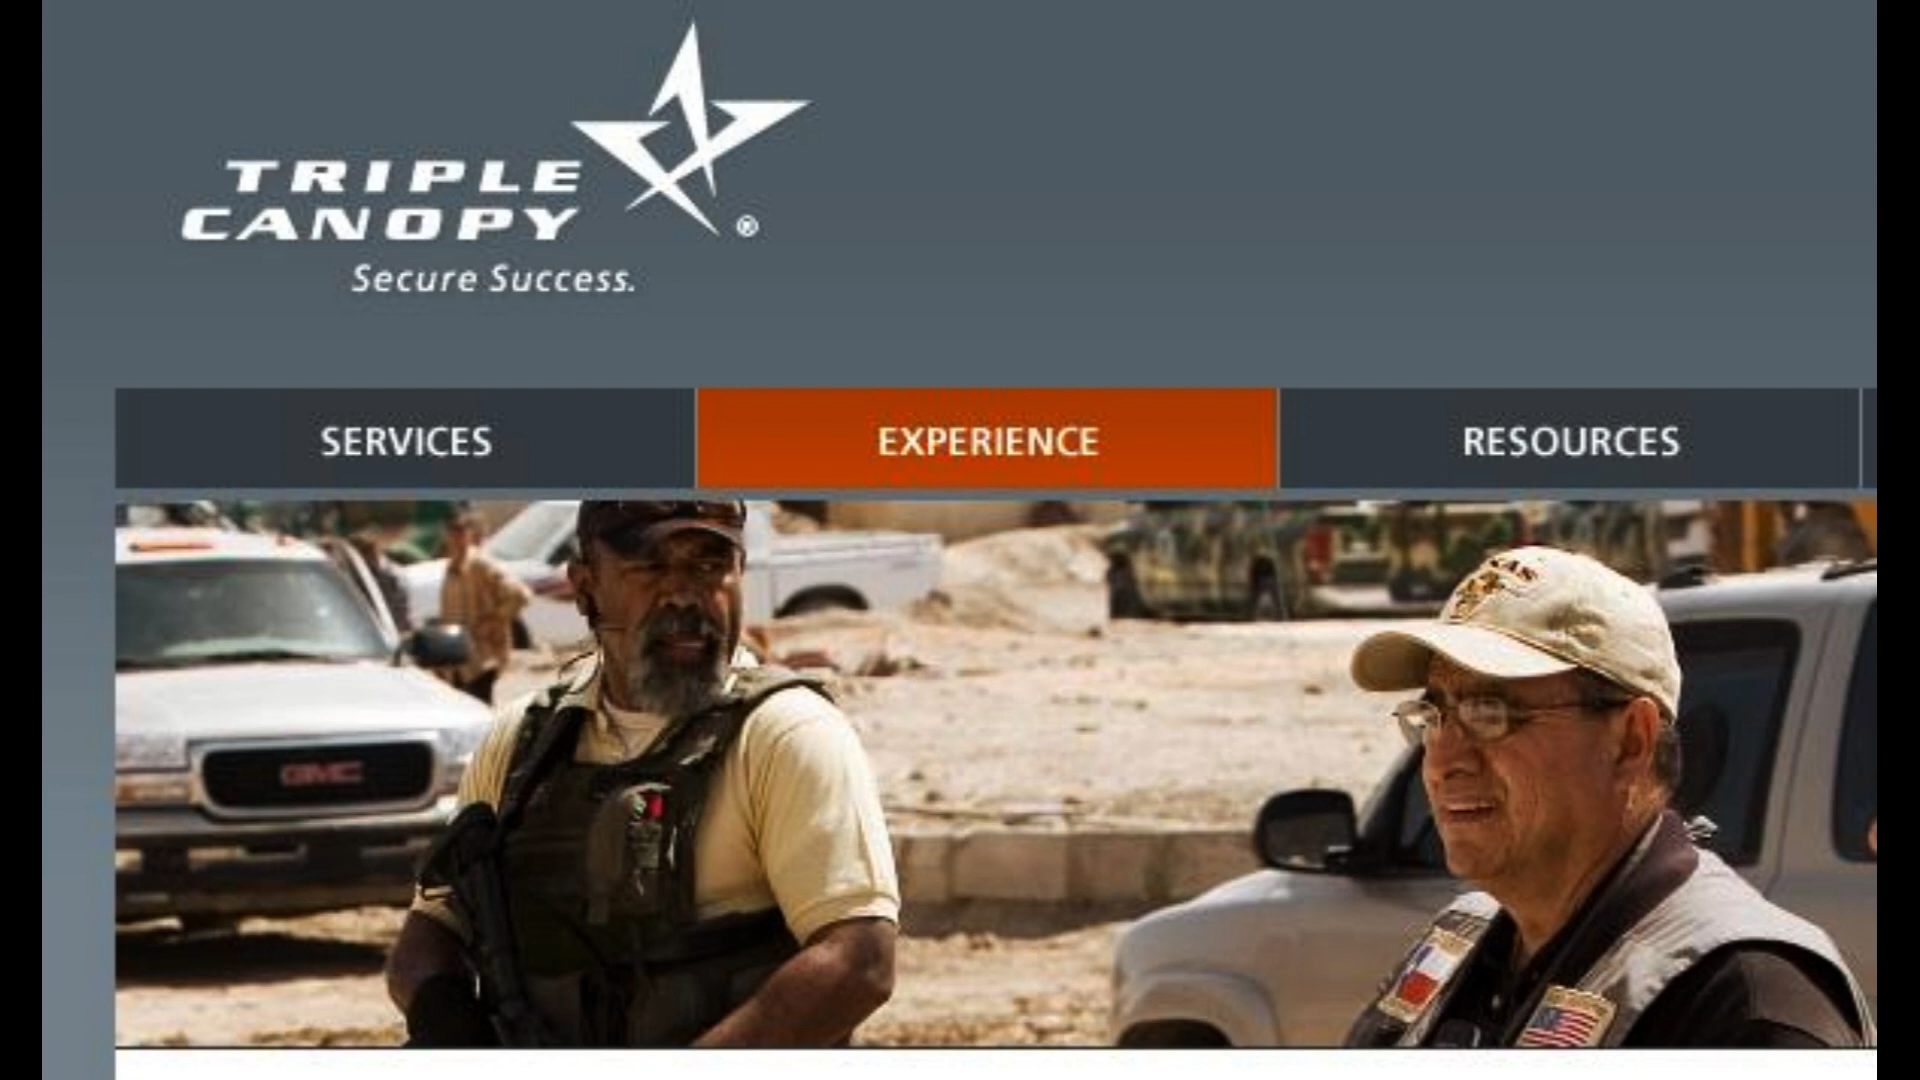 TRIPLE
CANOPY®
Secure Success.
SERVICES
EXPERIENCE
RESOURCES
GMC